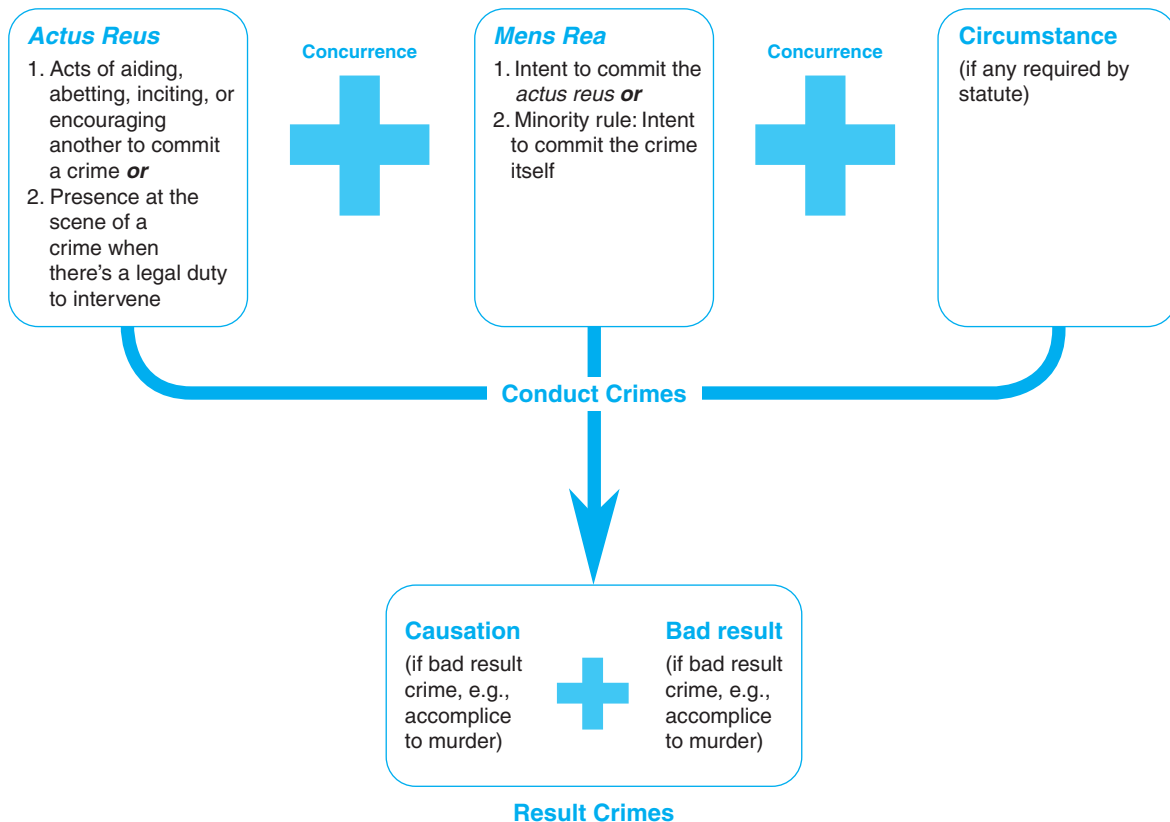 Actus Reus
1. Acts of aiding,
abetting, inciting, or
encouraging
another to commit
a crime or
2. Presence at the
scene of a
crime when
there's a legal duty
to intervene
Concurrence
Mens Rea
1. Intent to commit the
actus reus or
2. Minority rule: Intent
to commit the crime
itself
Concurrence
Circumstance
(if any required by
statute)
Conduct Crimes
Causation
(if bad result
crime, e.g.,
accomplice
to murder)
Bad result
(if bad result
crime, e.g.,
accomplice
to murder)
Result Crimes